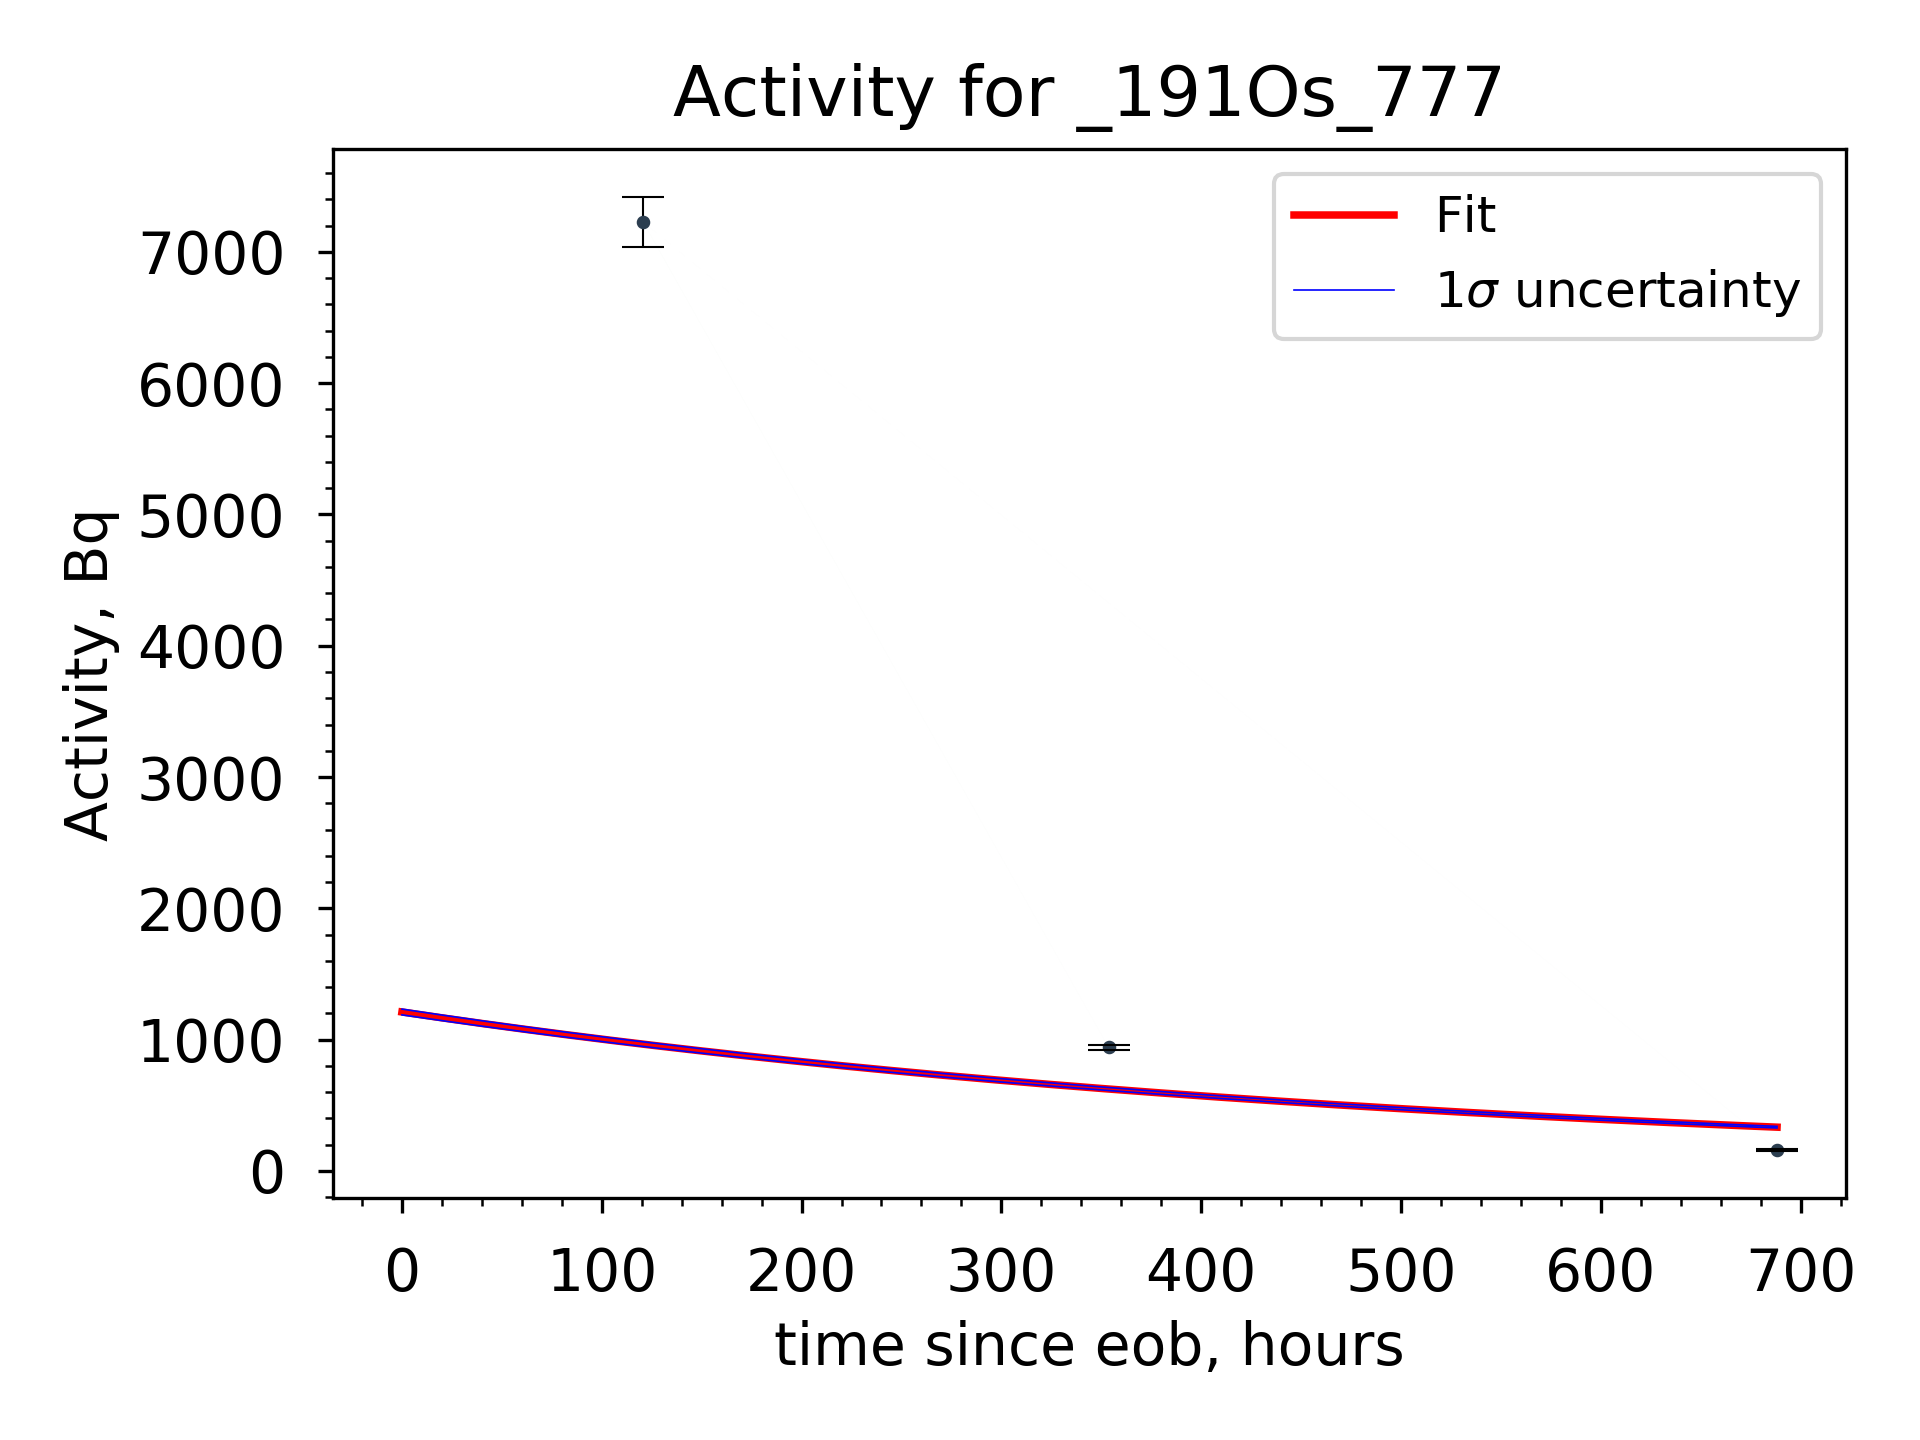 Activity for _191Os_777
Fit
1σ uncertainty
7000
6000
5000
4000
3000
2000
1000
0
Activity, Bq
0 100 200 300 400 500 600 700
time since eob, hours